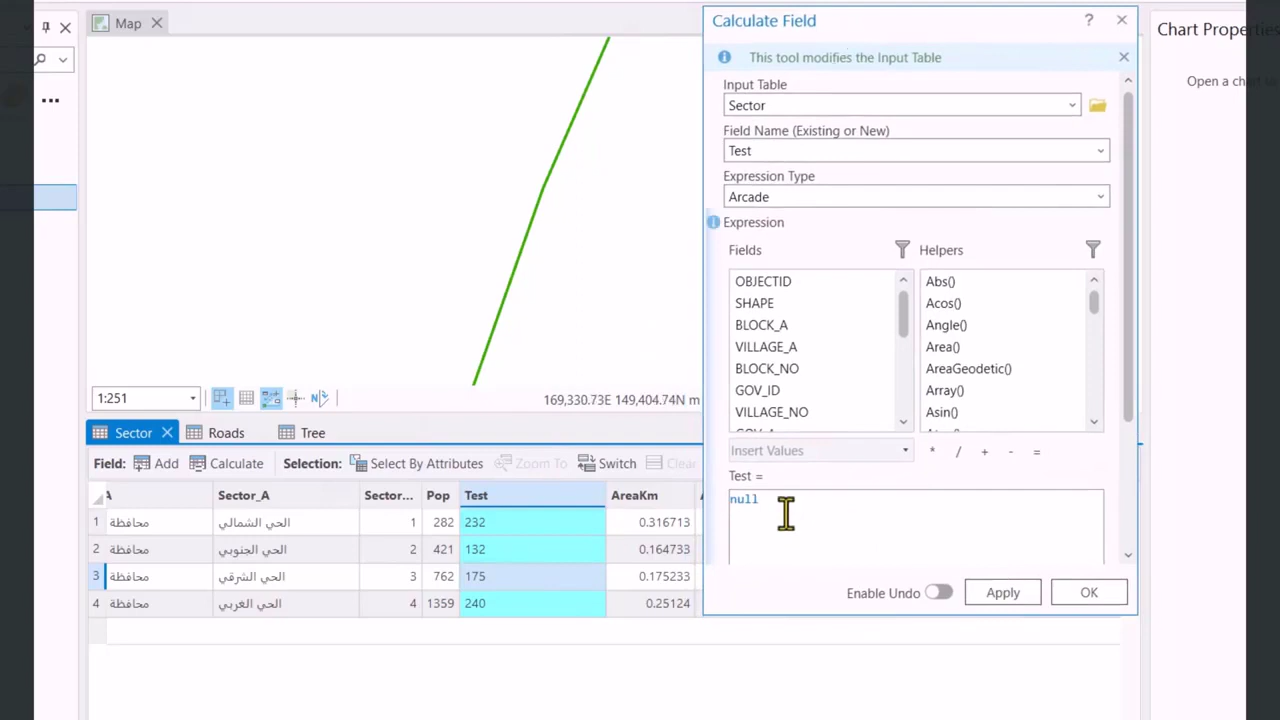 Map
Calculate Field
?
Chart Properties
This tool modifies the Input Table
Open a chart
Input Table
Sector
Field Name (Existing or New)
Test
Expression Type
Arcade
Expression
Fields
Helpers
OBJECTID
SHAPE
BLOCK_A
VILLAGE_A
BLOCK_NO
GOV_ID
VILLAGE_NO
Abs()
Acos()
Angle()
Area()
AreaGeodetic()
Array()
Asin()
Insert Values
* / + - =
Test =
null
Enable Undo
Apply
OK
1:251
169,330.73E 149,404.74N m
Sector
Roads
Tree
Field: Add Calculate Selection: Select By Attributes Zoom To Switch Clear
A Sector_A Sector... Pop Test AreaKm
1 محافظة الحي الشمالي 1 282 232 0.316713
2 محافظة الحي الجنوبي 2 421 132 0.164733
3 محافظة الحي الشرقي 3 762 175 0.175233
4 محافظة الحي الغربي 4 1359 240 0.25124